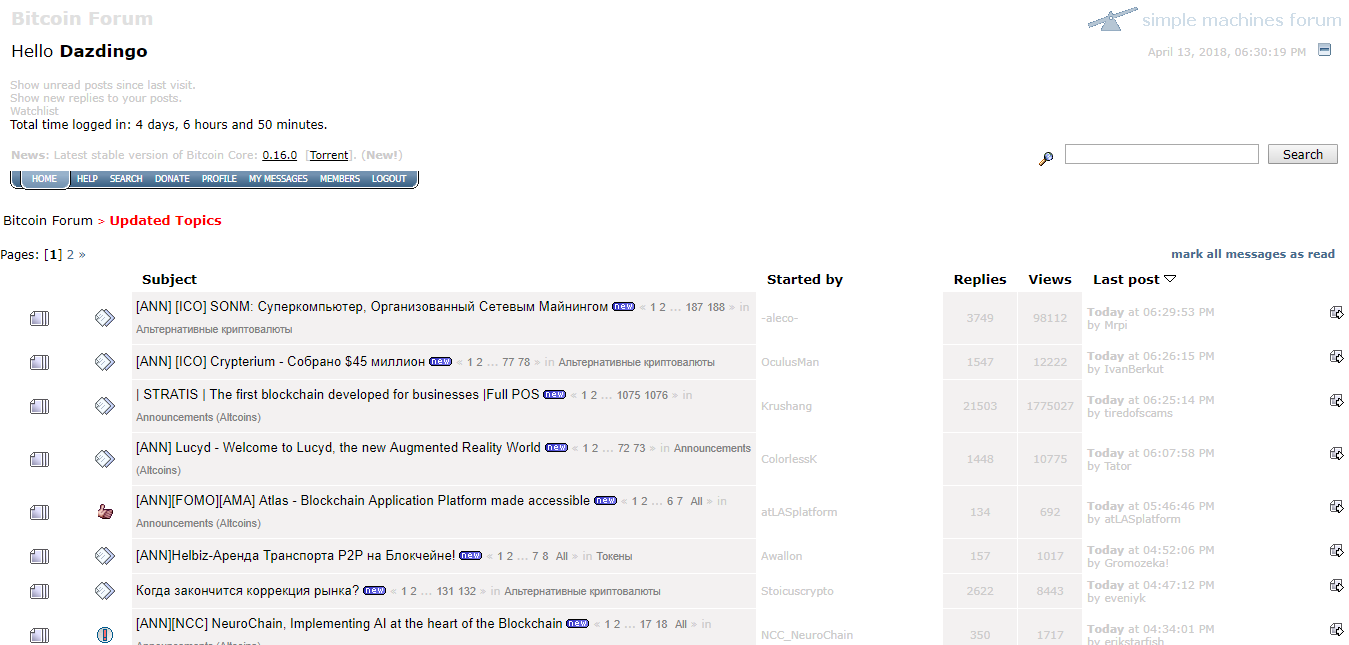 Bitcoin Forum
simple machines forum
Hello Dazdingo
April 13, 2018, 06:30:19 PM
Show unread posts since last visit.
Show new replies to your posts.
Watchlist
Total time logged in: 4 days, 6 hours and 50 minutes.
News: Latest stable version of Bitcoin Core: 0.16.0 [Torrent]. (New!)
Search
HOME HELP SEARCH DONATE PROFILE MY MESSAGES MEMBERS LOGOUT
Bitcoin Forum > Updated Topics
Pages: [1] 2 »
mark all messages as read
Subject Started by Replies Views Last post
[ANN] [ICO] SONM: Суперкомпьютер, Организованный Сетевым Майнингом new « 1 2 ... 187 188 » in
Альтернативные криптовалюты
-aleco-
3749
98112
Today at 06:29:53 PM
by Mrpi
[ANN] [ICO] Crypterium - Собрано $45 миллион new « 1 2 ... 77 78 » in Альтернативные криптовалюты
OculusMan
1547
12222
Today at 06:26:15 PM
by IvanBerkut
| STRATIS | The first blockchain developed for businesses |Full POS new « 1 2 ... 1075 1076 » in
Announcements (Altcoins)
Krushang
21503
1775027
Today at 06:25:14 PM
by tiredofscams
[ANN] Lucyd - Welcome to Lucyd, the new Augmented Reality World new « 1 2 ... 72 73 » in Announcements
(Altcoins)
ColorlessK
1448
10775
Today at 06:07:58 PM
by Tator
[ANN][FOMO][AMA] Atlas - Blockchain Application Platform made accessible new « 1 2 ... 6 7 All » in
Announcements (Altcoins)
atLASplatform
134
692
Today at 05:46:46 PM
by atLASplatform
[ANN]Helbiz-Аренда Транспорта P2P на Блокчейне! new « 1 2 ... 7 8 All » in Токены
Awallon
157
1017
Today at 04:52:06 PM
by Gromozeka!
Когда закончится коррекция рынка? new « 1 2 ... 131 132 » in Альтернативные криптовалюты
Stoicuscrypto
2622
8443
Today at 04:47:12 PM
by eveniyk
[ANN][NCC] NeuroChain, Implementing AI at the heart of the Blockchain new « 1 2 ... 17 18 All » in
Announcements (Altcoins)
NCC_NeuroChain
350
1717
Today at 04:34:01 PM
by erikstarfish